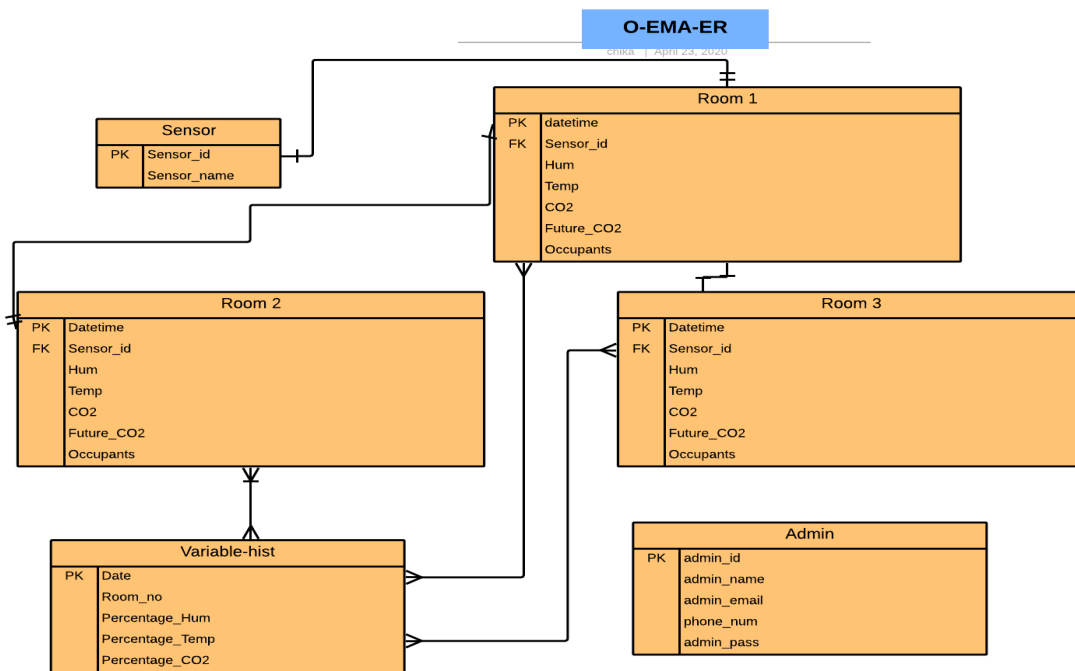 O-EMA-ER
chika | April 23, 2020
Room 1
PK datetime
FK Sensor_id
Hum
Temp
CO2
Future_CO2
Occupants
Sensor
PK Sensor_id
Sensor_name
Room 2
PK Datetime
FK Sensor_id
Hum
Temp
CO2
Future_CO2
Occupants
Room 3
PK Datetime
FK Sensor_id
Hum
Temp
CO2
Future_CO2
Occupants
Variable-hist
PK Date
Room_no
Percentage_Hum
Percentage_Temp
Percentage_CO2
Admin
PK admin_id
admin_name
admin_email
phone_num
admin_pass